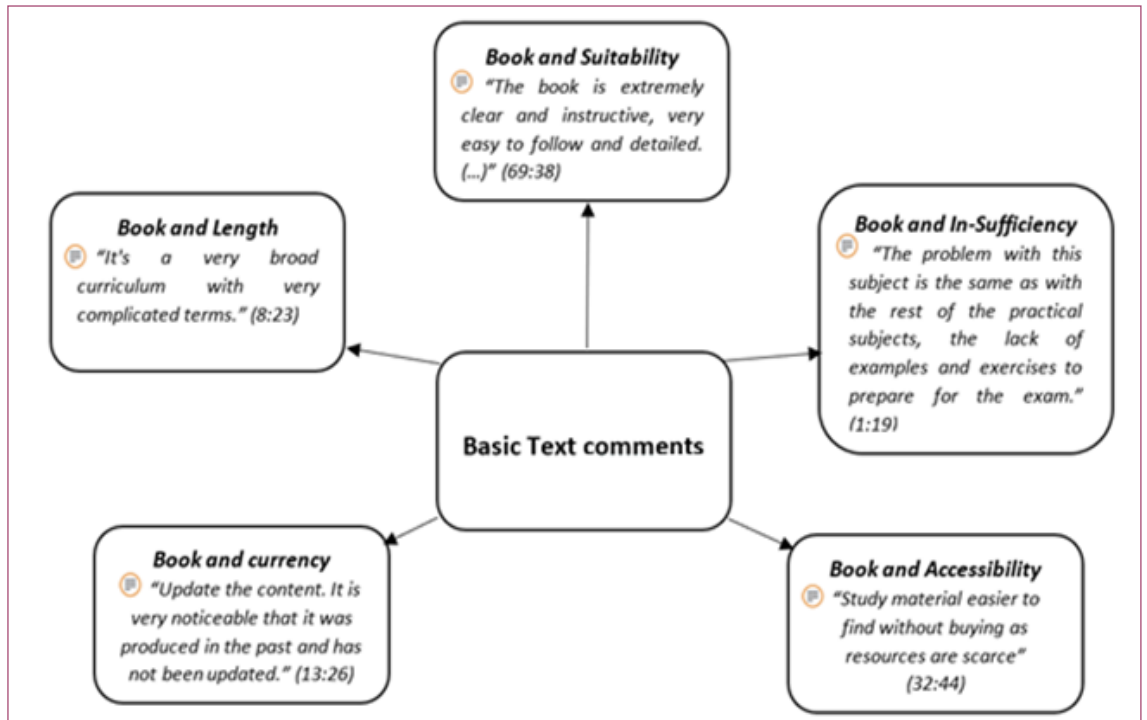 Book and Suitability
"The book is extremely
clear and instructive, very
easy to follow and detailed.
(...)" (69:38)
Book and Length
"It's a very broad
curriculum with very
complicated terms." (8:23)
Book and In-Sufficiency
"The problem with this
subject is the same as with
the rest of the practical
subjects, the lack of
examples and exercises to
prepare for the exam."
(1:19)
Basic Text comments
Book and currency
"Update the content. It is
very noticeable that it was
produced in the past and has
not been updated." (13:26)
Book and Accessibility
"Study material easier to
find without buying as
resources are scarce"
(32:44)